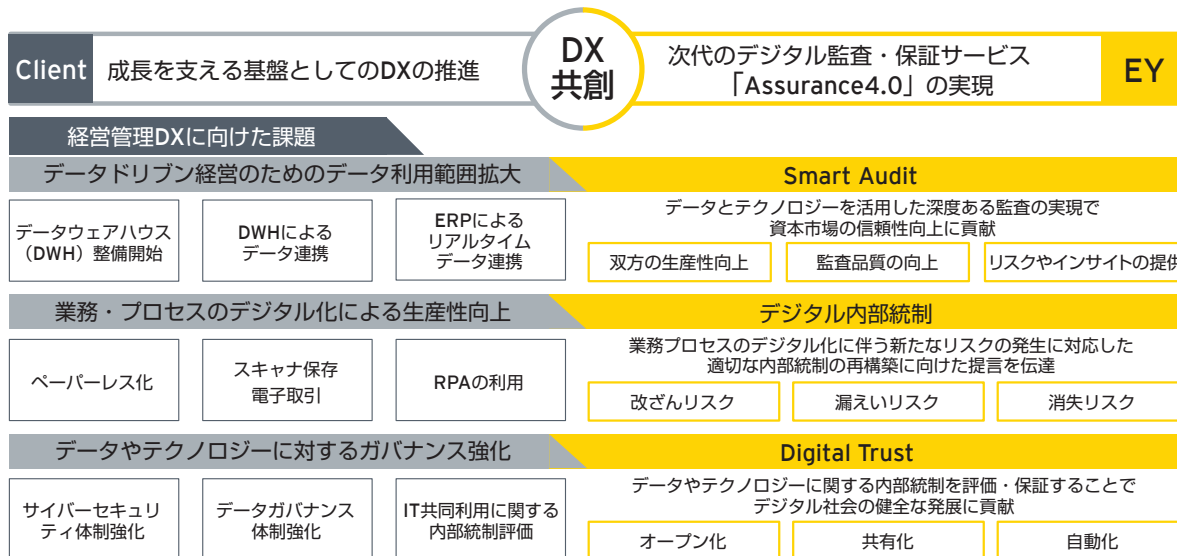 Client
成長を支える基盤としてのDXの推進
DX
共創
次代のデジタル監査・保証サービス
「Assurance4.0」の実現
EY
経営管理DXに向けた課題
データドリブン経営のためのデータ利用範囲拡大
データウェアハウス
（DWH）整備開始
DWHによる
データ連携
ERPによる
リアルタイム
データ連携
Smart Audit
データとテクノロジーを活用した深度ある監査の実現で
資本市場の信頼性向上に貢献
双方の生産性向上
監査品質の向上
リスクやインサイトの提供
業務・プロセスのデジタル化による生産性向上
ペーパーレス化
スキャナ保存
電子取引
RPAの利用
デジタル内部統制
業務プロセスのデジタル化に伴う新たなリスクの発生に対応した
適切な内部統制の再構築に向けた提言を伝達
改ざんリスク
漏えいリスク
消失リスク
データやテクノロジーに対するガバナンス強化
サイバーセキュリ
ティ体制強化
データガバナンス
体制強化
IT共同利用に関する
内部統制評価
Digital Trust
データやテクノロジーに関する内部統制を評価・保証することで
デジタル社会の健全な発展に貢献
オープン化
共有化
自動化